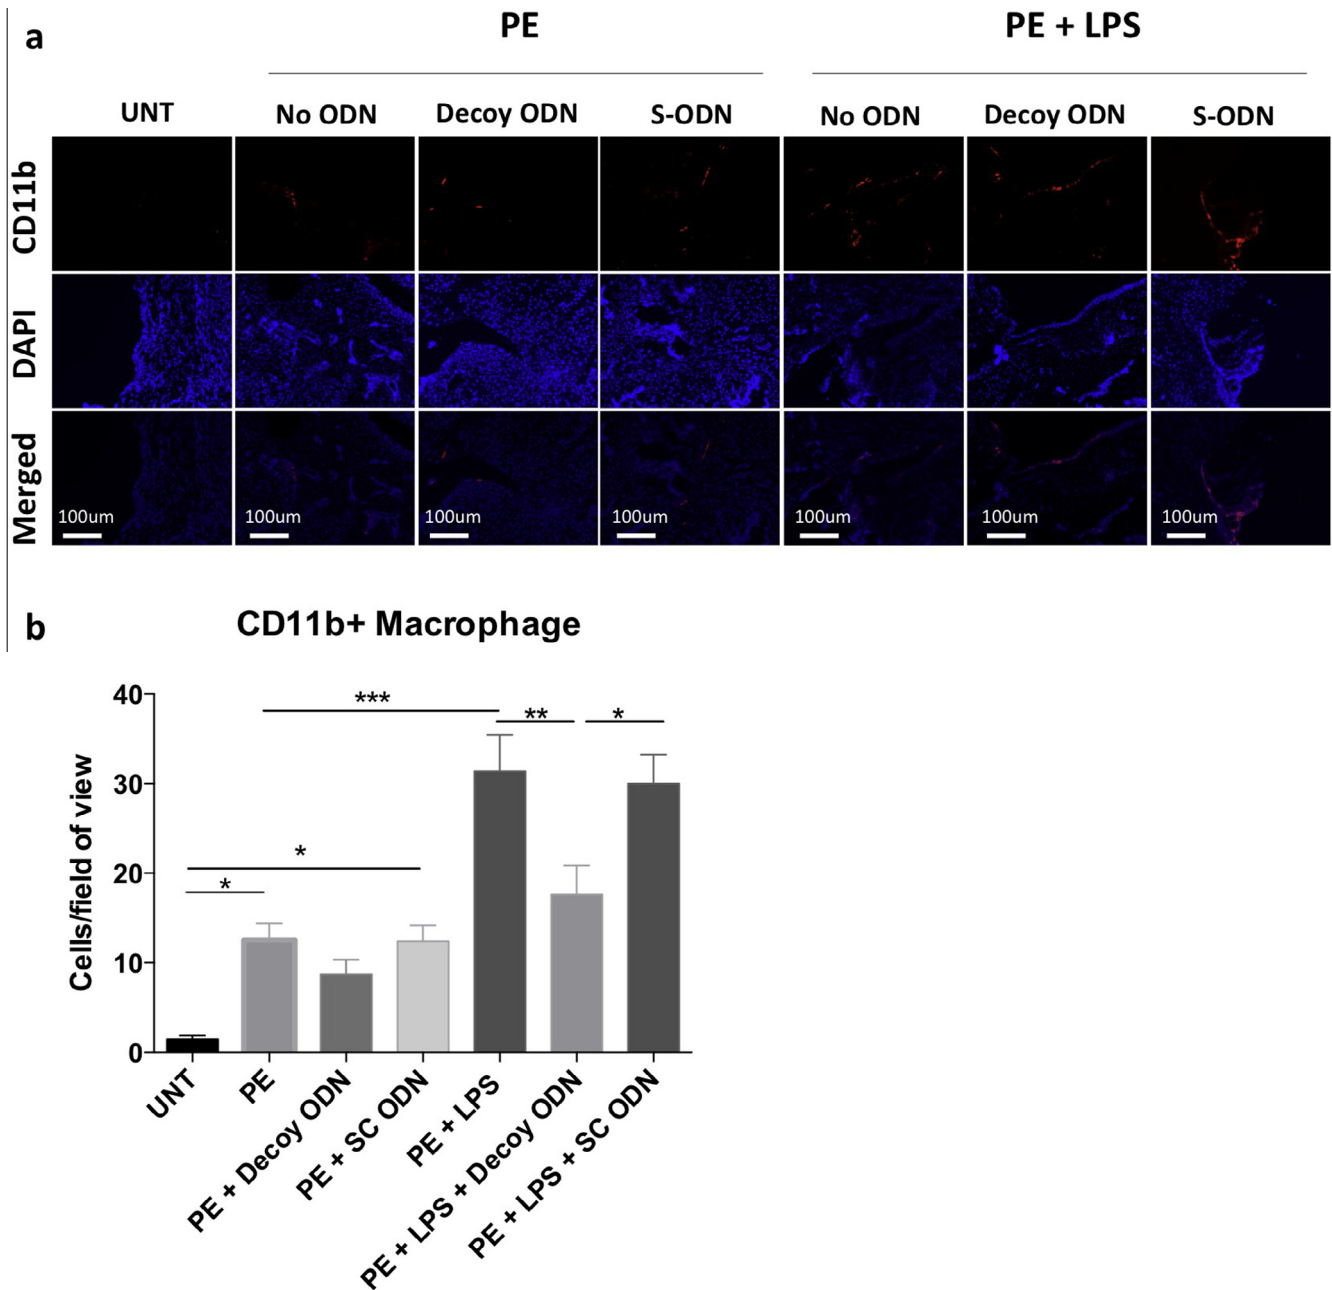 a
PE
PE + LPS
UNT
No ODN
Decoy ODN
S-ODN
No ODN
Decoy ODN
S-ODN
CD11b
DAPI
Merged
100um
100um
100um
100um
100um
100um
100um
b
CD11b+ Macrophage
Cells/field of view
40
30
20
10
0
*
*
***
**
*
UNT
PE
PE + Decoy ODN
PE + SC ODN
PE + LPS
PE + LPS + Decoy ODN
PE + LPS + SC ODN